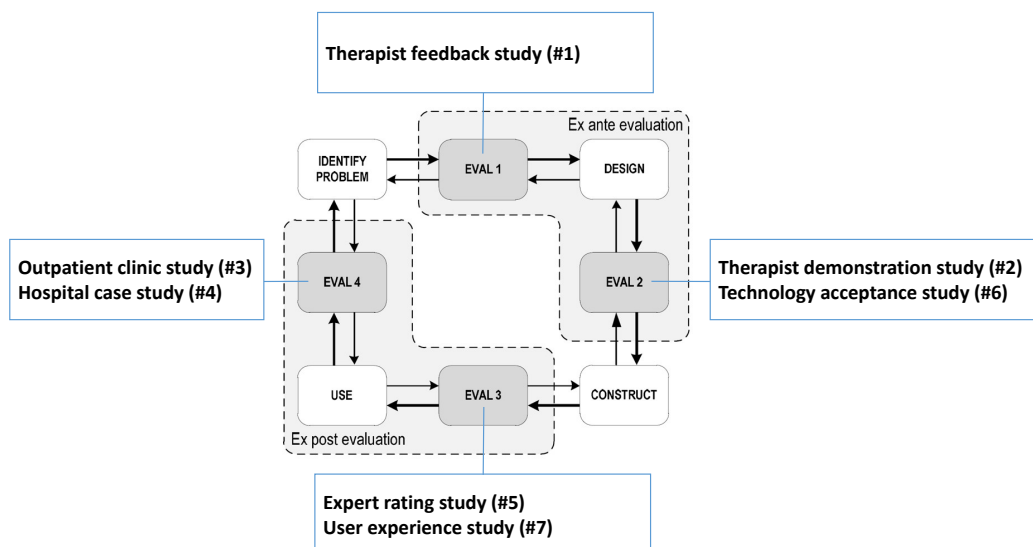 Therapist feedback study (#1)
Ex ante evaluation
IDENTIFY
PROBLEM
EVAL 1
DESIGN
Outpatient clinic study (#3)
Hospital case study (#4)
EVAL 4
EVAL 2
Therapist demonstration study (#2)
Technology acceptance study (#6)
USE
EVAL 3
CONSTRUCT
Ex post evaluation
Expert rating study (#5)
User experience study (#7)